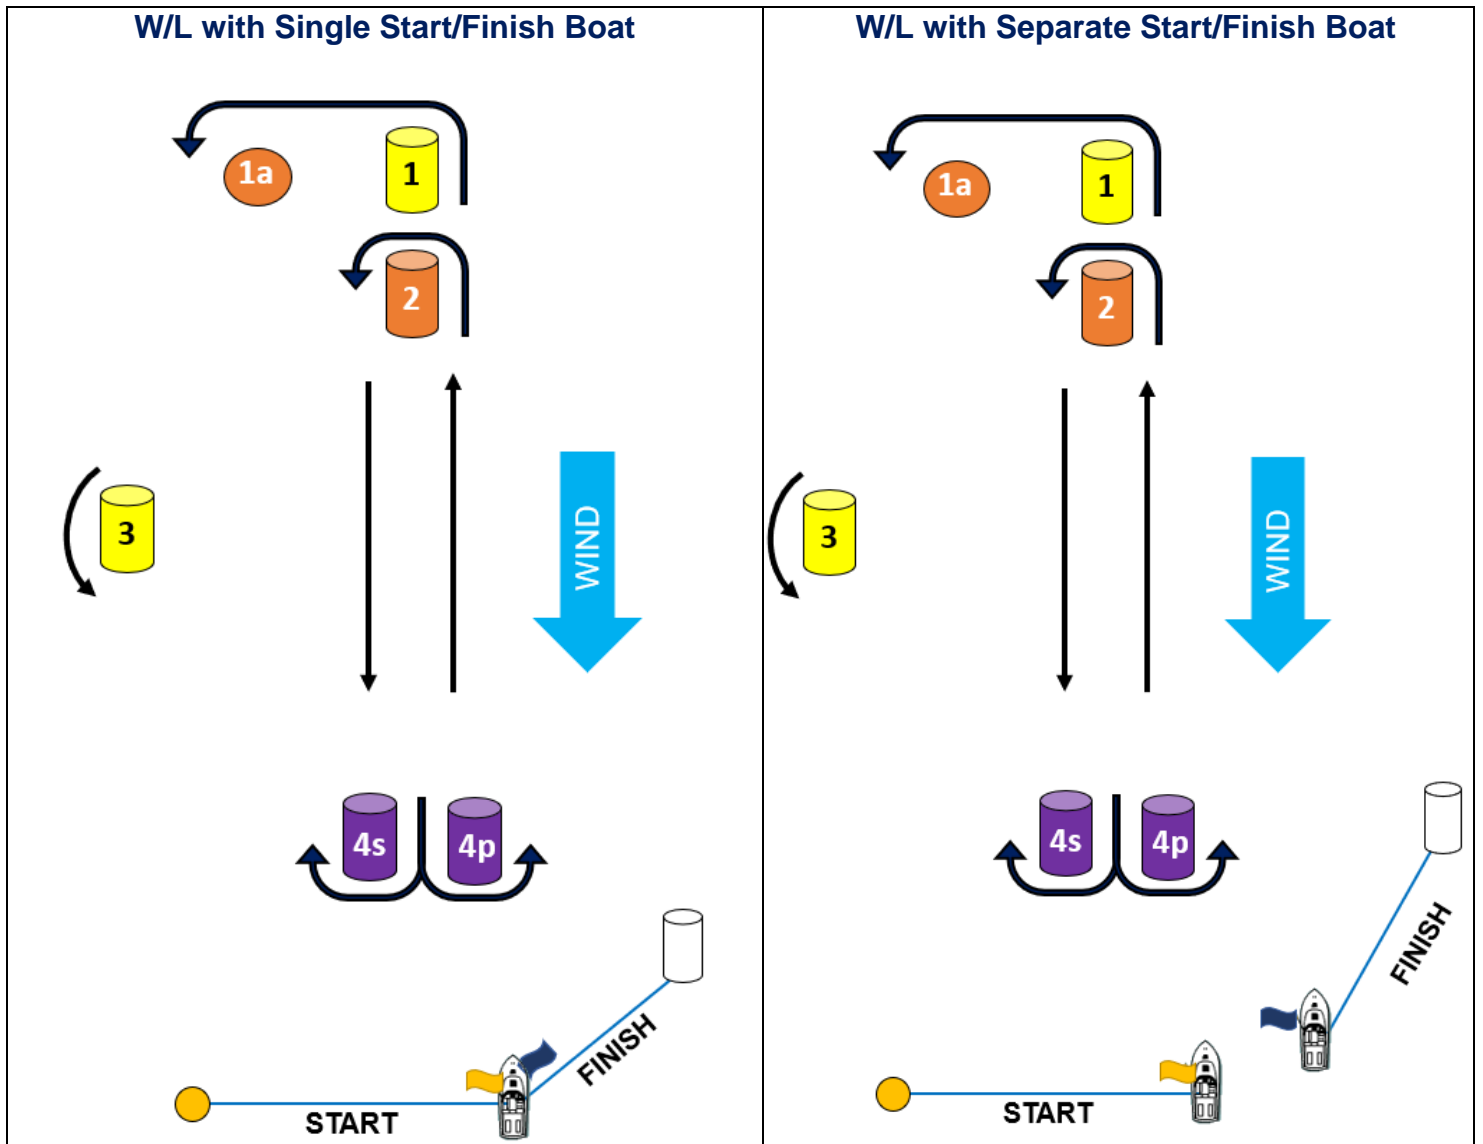 W/L with Single Start/Finish Boat
1a
1
2
3
WIND
4s
4p
FINISH
START
W/L with Separate Start/Finish Boat
1a
1
2
3
WIND
4s
4p
FINISH
START